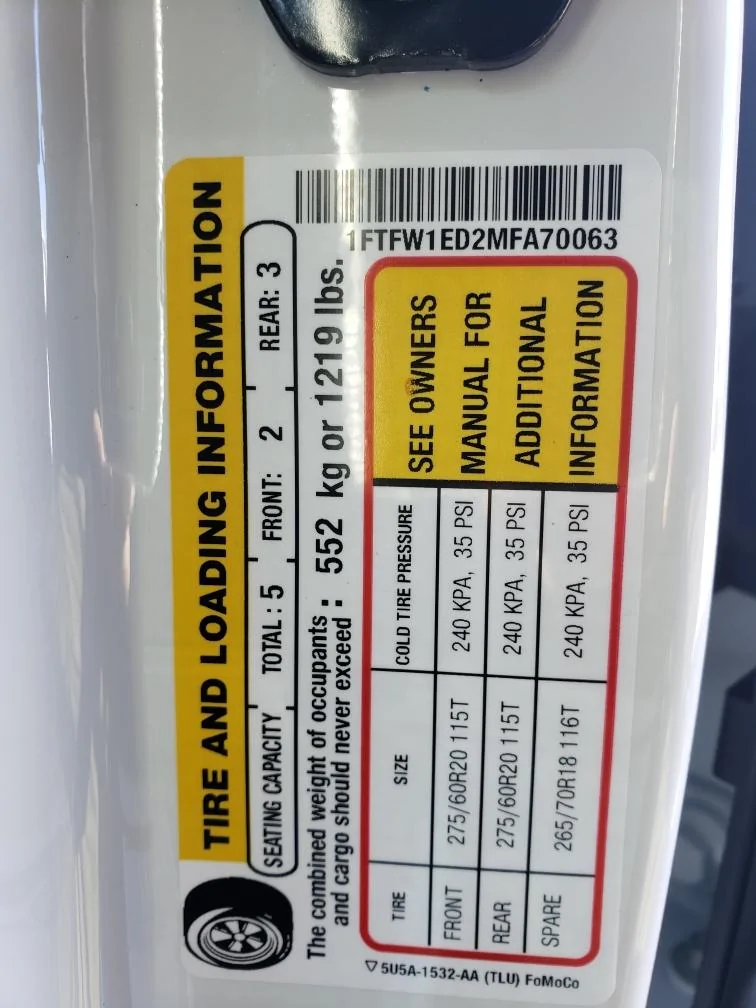 TIRE AND LOADING INFORMATION
SEATING CAPACITY TOTAL : 5 FRONT: 2 REAR: 3
The combined weight of occupants
and cargo should never exceed : 552 kg or 1219 lbs.
1FTFW1ED2MFA70063
TIRE SIZE COLD TIRE PRESSURE
FRONT 275/60R20 115T 240 KPA, 35 PSI
REAR 275/60R20 115T 240 KPA, 35 PSI
SPARE 265/70R18 116T 240 KPA, 35 PSI
SEE OWNERS
MANUAL FOR
ADDITIONAL
INFORMATION
5U5A-1532-AA (TLU) FoMoCo